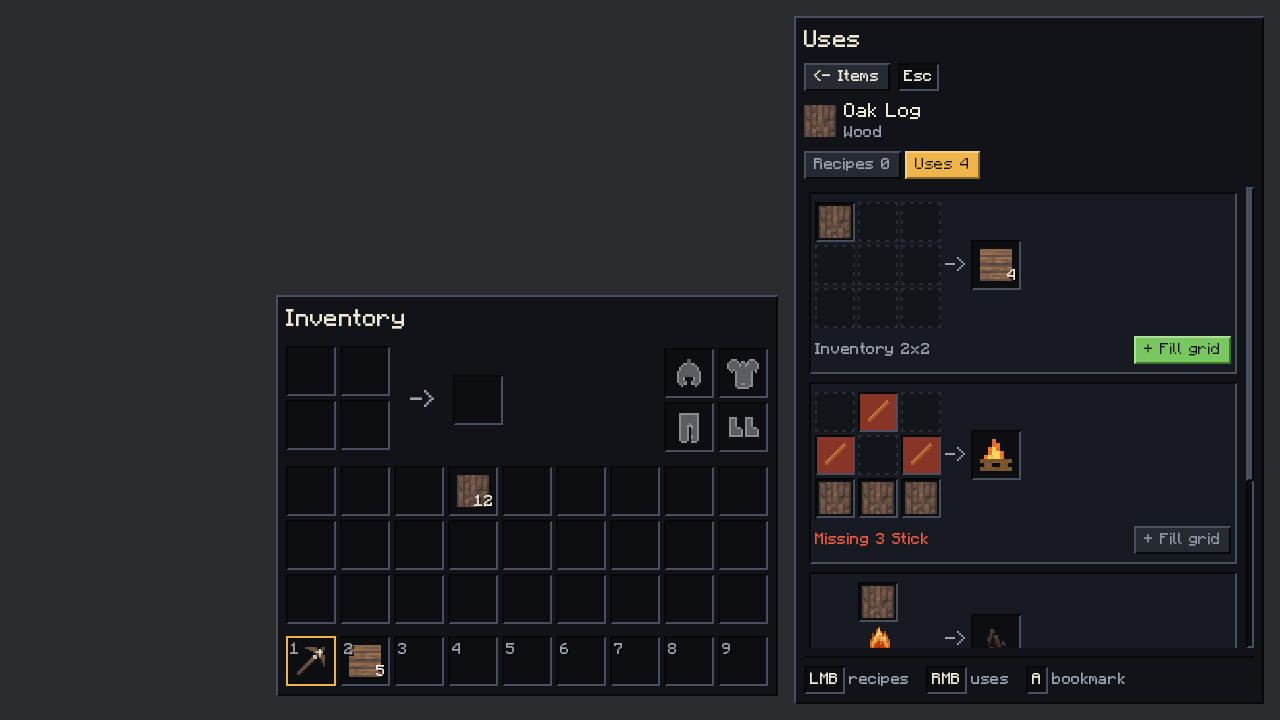 Uses
<- Items Esc
Oak Log
Wood
Recipes 0 Uses 4
4
Inventory 2x2 + Fill grid
Missing 3 Stick + Fill grid
LMB recipes RMB uses A bookmark
Inventory
->
12
1 2 5 3 4 5 6 7 8 9